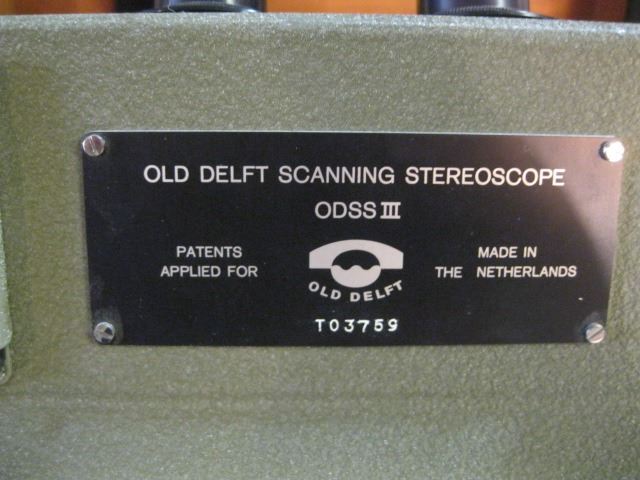 OLD DELFT SCANNING STEREOSCOPE
ODSS III
PATENTS
APPLIED FOR
OLD DELFT
MADE IN
THE NETHERLANDS
T03759